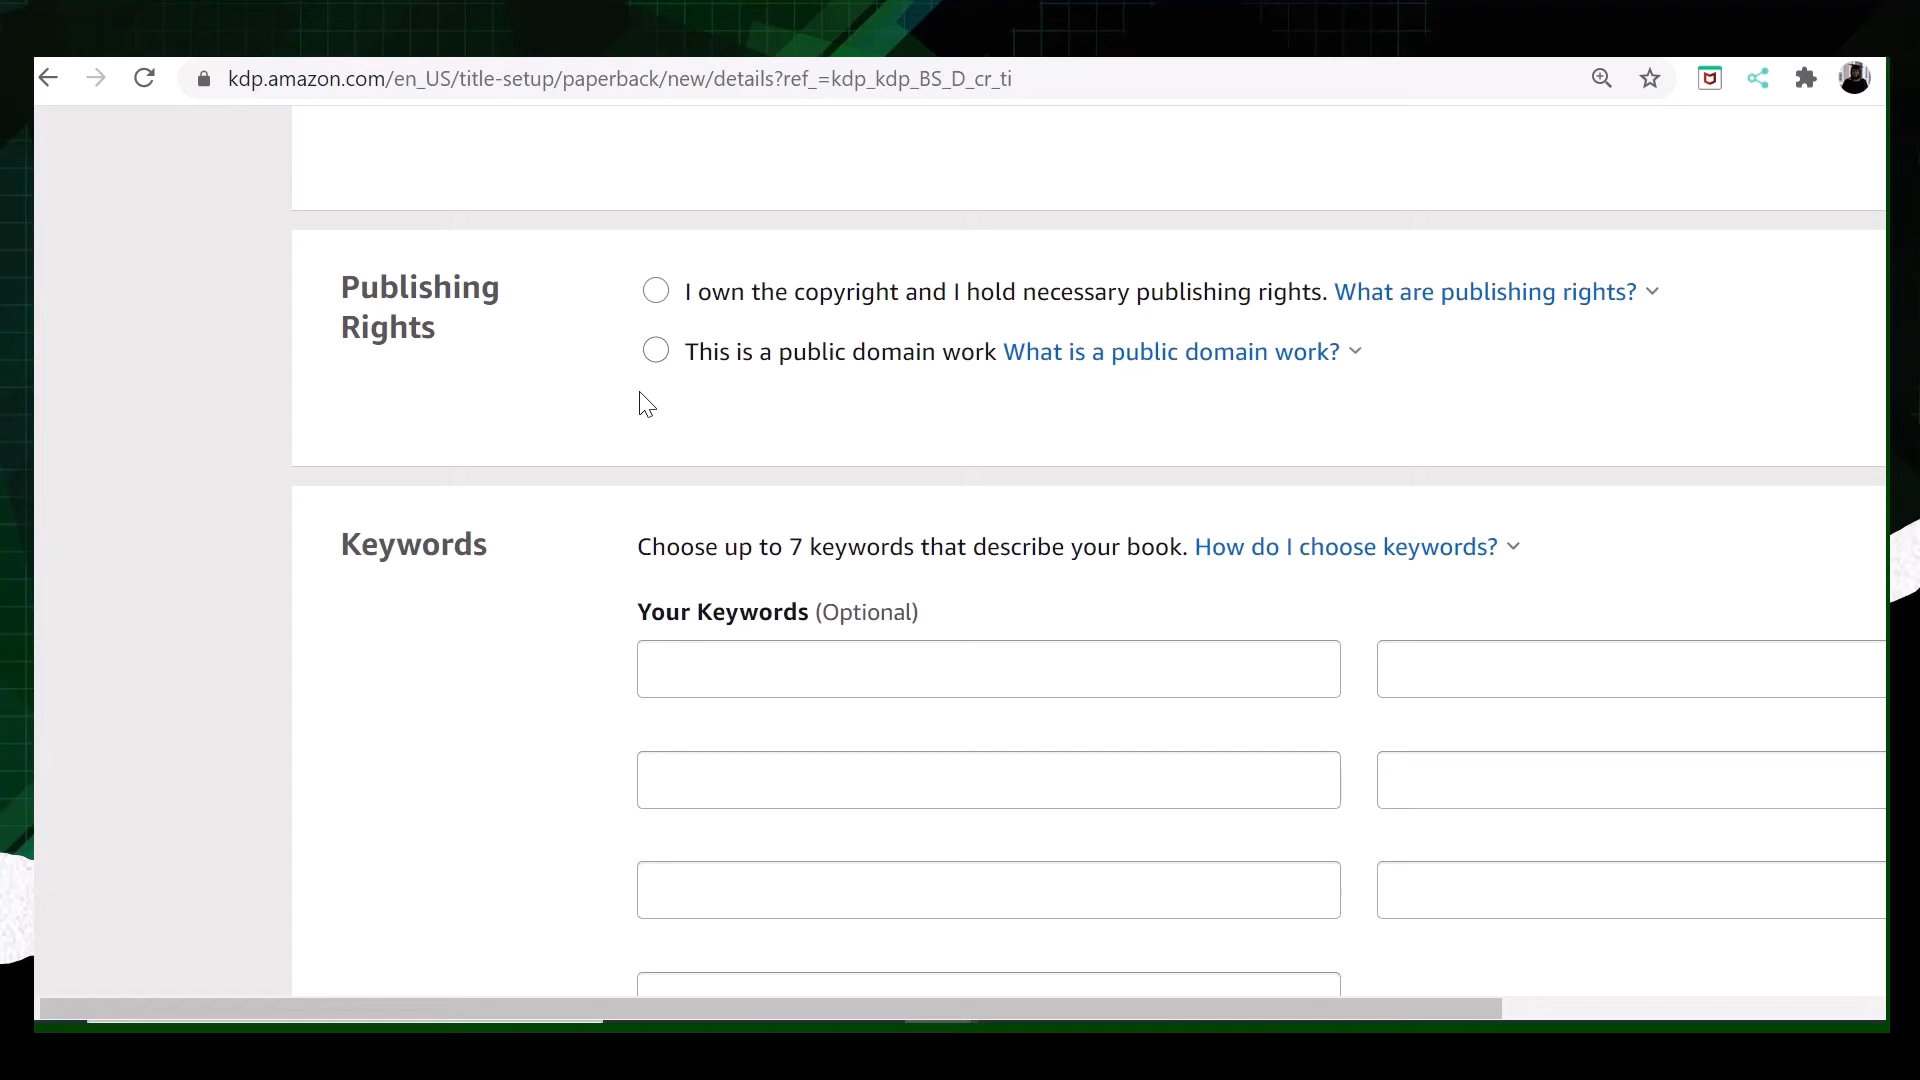 kdp.amazon.com/en_US/title-setup/paperback/new/details?ref_=kdp_kdp_BS_D_cr_ti
Publishing
Rights
I own the copyright and I hold necessary publishing rights. What are publishing rights?
This is a public domain work What is a public domain work?
Keywords
Choose up to 7 keywords that describe your book. How do I choose keywords?
Your Keywords (Optional)